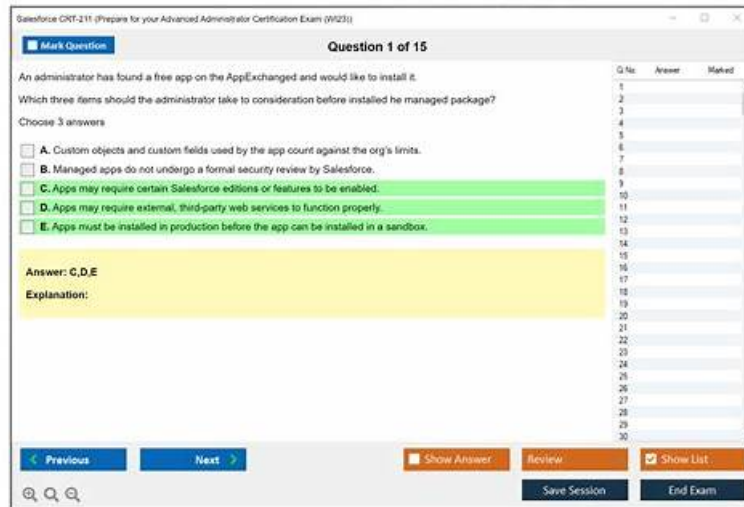 Salesforce CRT-211 (Prepare for your Advanced Administrator Certification Exam (WI23))
Mark Question
Question 1 of 15
An administrator has found a free app on the AppExchanged and would like to install it.
Which three items should the administrator take to consideration before installed he managed package?
Choose 3 answers
A. Custom objects and custom fields used by the app count against the org's limits.
B. Managed apps do not undergo a formal security review by Salesforce.
C. Apps may require certain Salesforce editions or features to be enabled.
D. Apps may require external, third-party web services to function properly.
E. Apps must be installed in production before the app can be installed in a sandbox.
Answer: C,D,E
Explanation:
Q No Answer Marked
1
2
3
4
5
6
7
8
9
10
11
12
13
14
15
16
17
18
19
20
21
22
23
24
25
26
27
28
29
30
Previous
Next
Show Answer
Review
Show List
Save Session
End Exam